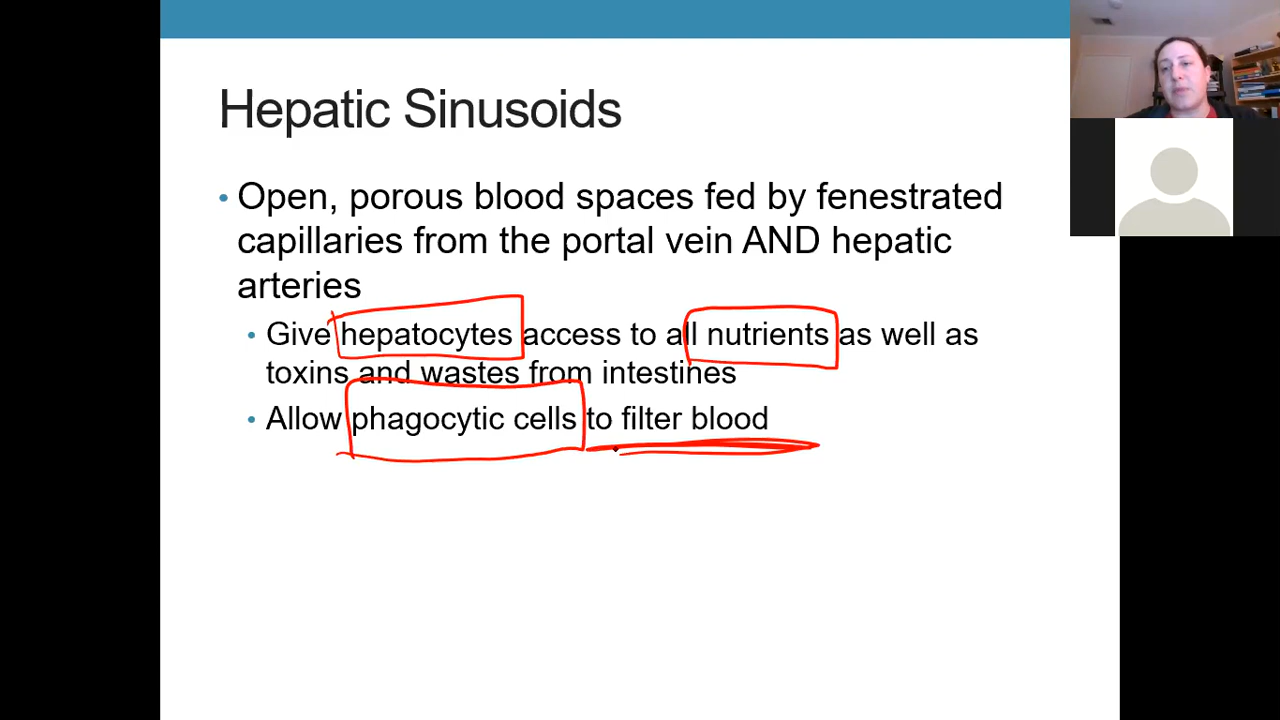 Hepatic Sinusoids
• Open, porous blood spaces fed by fenestrated
capillaries from the portal vein AND hepatic
arteries
• Give hepatocytes access to all nutrients as well as
toxins and wastes from intestines
• Allow phagocytic cells to filter blood